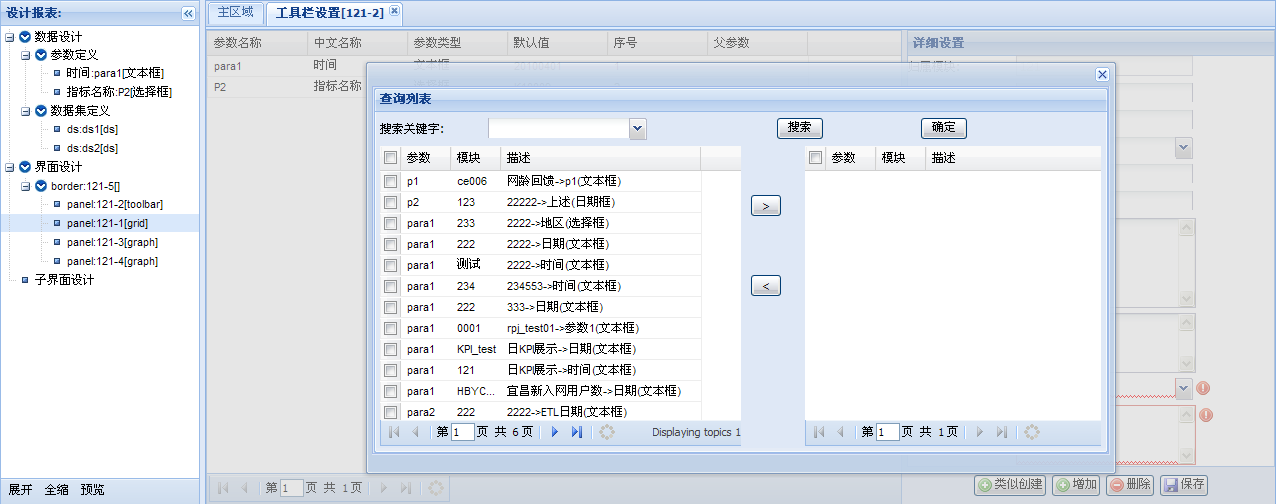 设计报表:
数据设计
参数定义
时间:para1[文本框]
指标名称:P2[选择框]
数据集定义
ds:ds1[ds]
ds:ds2[ds]
界面设计
border:121-5[]
panel:121-2[toolbar]
panel:121-1[grid]
panel:121-3[graph]
panel:121-4[graph]
子界面设计
展开 全缩 预览
主区域 工具栏设置[121-2]
参数名称 中文名称 参数类型 默认值 序号 父参数
para1 时间
P2 指标名称
详细设置
查询列表
搜索关键字: 搜索 确定
参数 模块 描述
p1 ce006 网龄回馈->p1(文本框)
p2 123 22222->上述(日期框)
para1 233 2222->地区(选择框)
para1 222 2222->日期(文本框)
para1 测试 2222->时间(文本框)
para1 234 234553->时间(文本框)
para1 222 333->日期(文本框)
para1 0001 rpj_test01->参数1(文本框)
para1 KPI_test 日KPI展示->日期(文本框)
para1 121 日KPI展示->时间(文本框)
para1 HBYC... 宜昌新入网用户数->日期(文本框)
para2 222 2222->ETL日期(文本框)
第 1 页 共 6 页 Displaying topics 1
>
<
参数 模块 描述
第 1 页 共 1 页
第 1 页 共 1 页
类似创建 增加 删除 保存